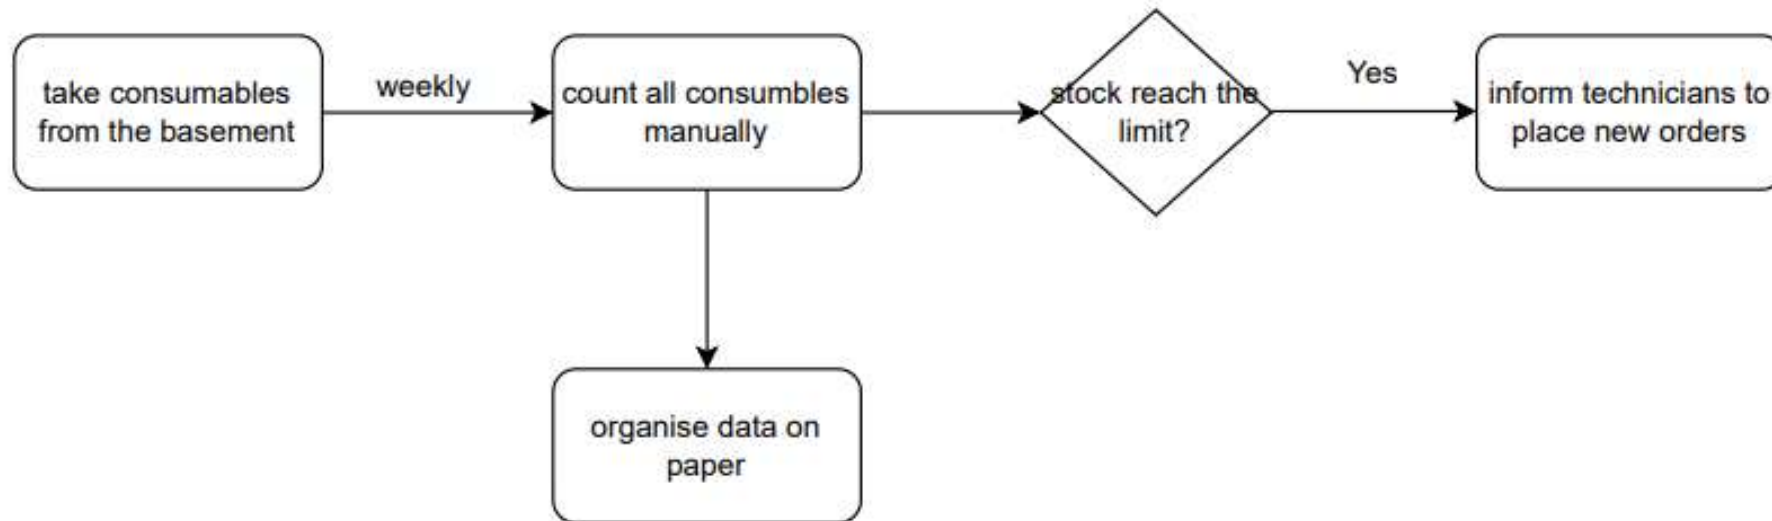 take consumables
from the basement
weekly
count all consumbles
manually
stock reach the
limit?
Yes
inform technicians to
place new orders
organise data on
paper